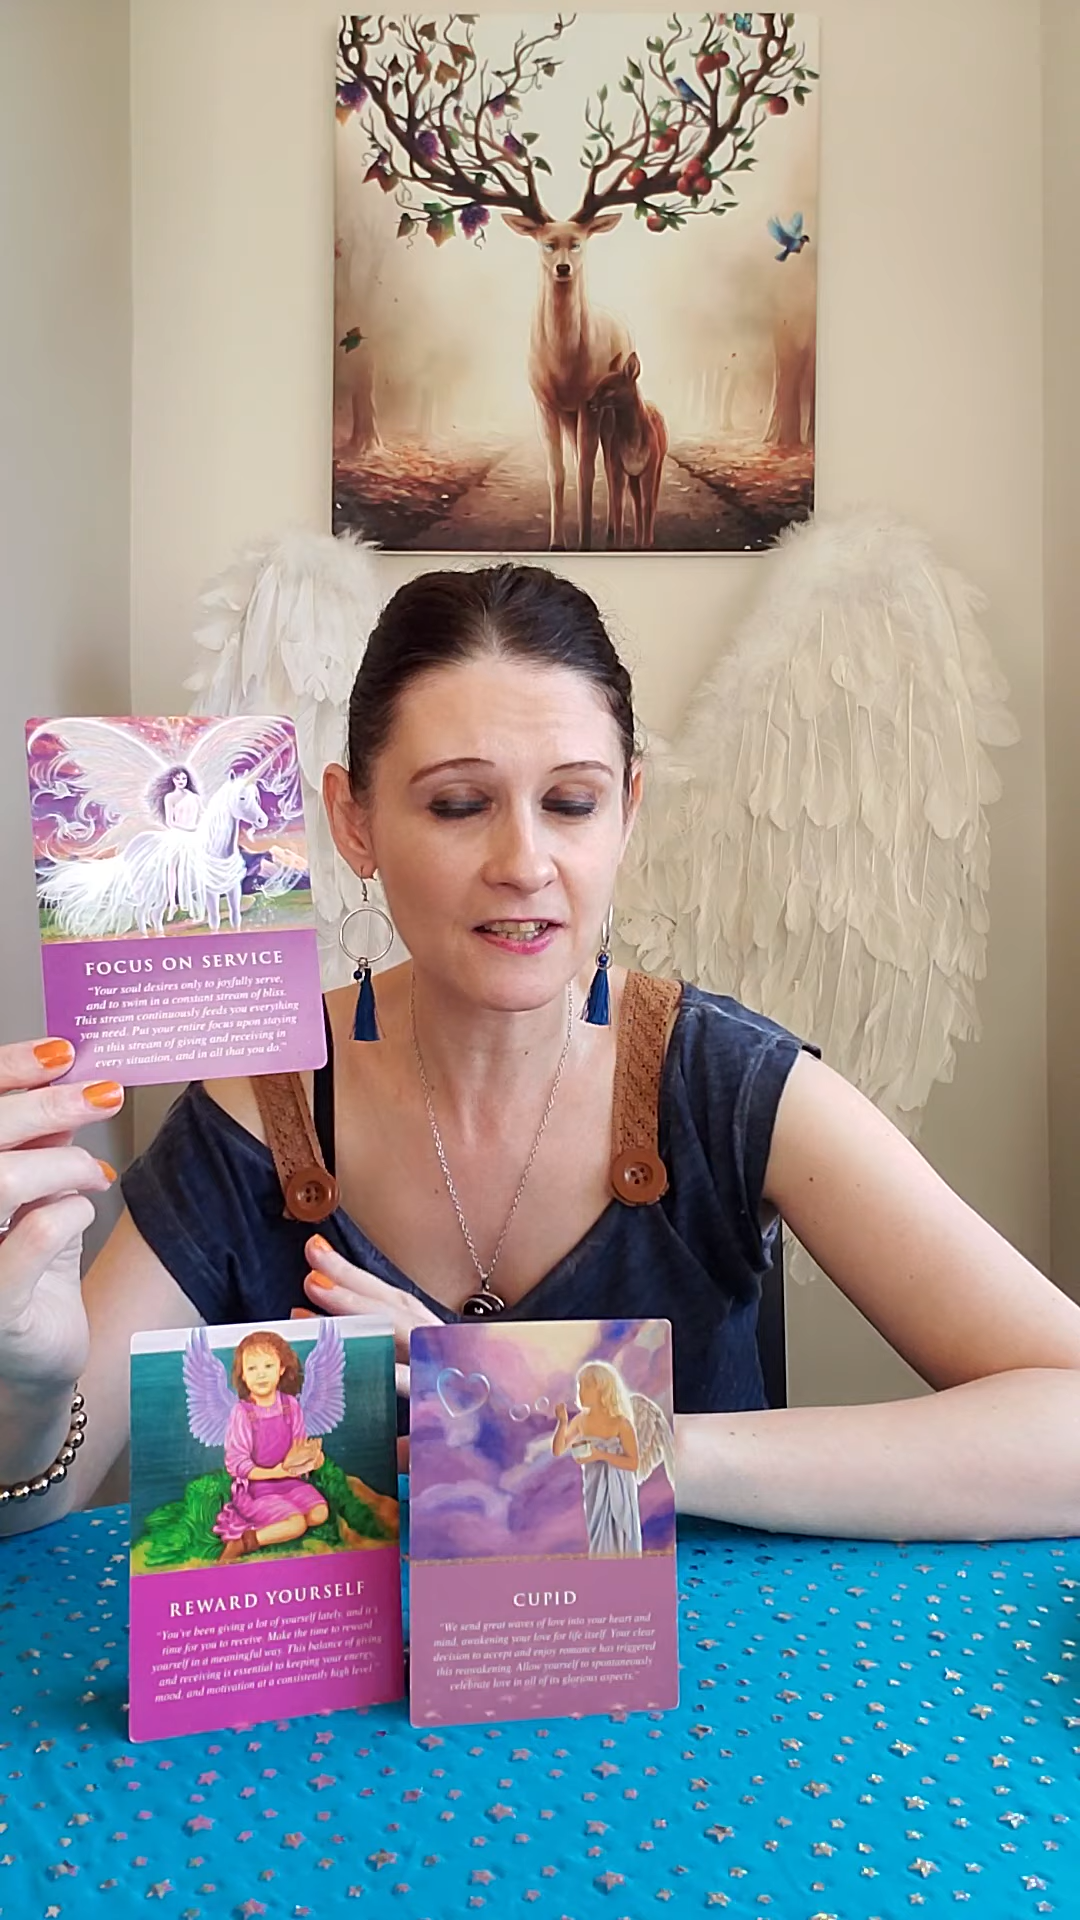 FOCUS ON SERVICE
"Your soul desires only to joyfully serve,
and to swim in a constant stream of bliss.
This stream continuously feeds you everything
you need. Put your entire focus upon staying
in this stream of giving and receiving in
every situation, and in all that you do."
REWARD YOURSELF
"You've been giving a lot of yourself lately, and it's
time for you to receive. Make the time to reward
yourself in a meaningful way. This balance of giving
and receiving is essential to keeping your energy,
mood, and motivation at a consistently high level."
CUPID
"We send great waves of love into your heart and
mind, awakening your love for life itself. Your clear
decision to accept and enjoy romance has triggered
this reawakening. Allow yourself to spontaneously
celebrate love in all of its glorious aspects."